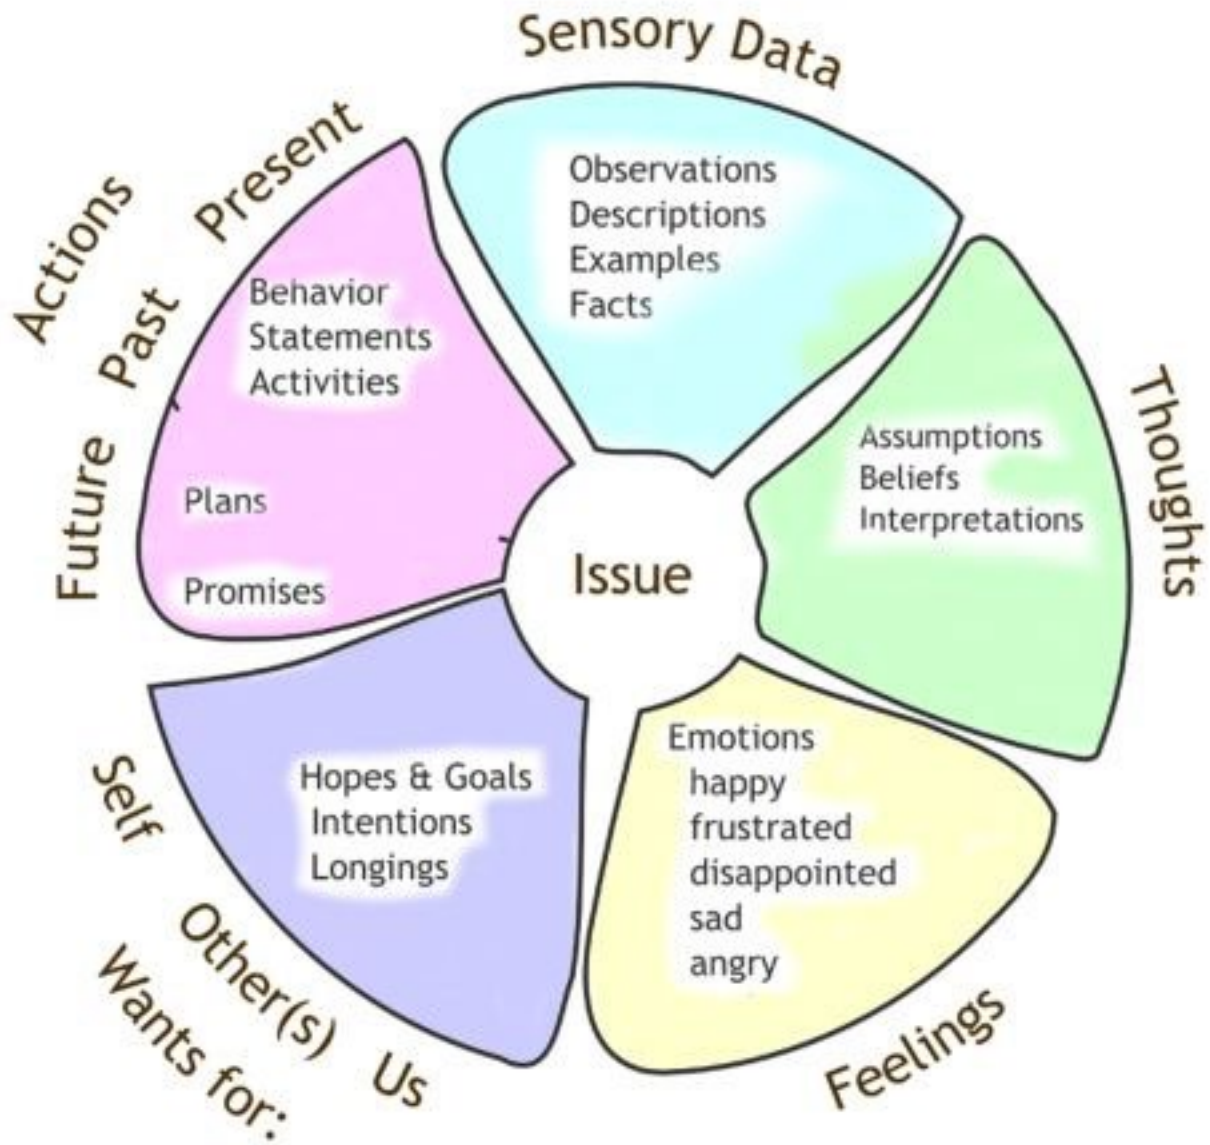 Sensory Data
Observations
Descriptions
Examples
Facts
Thoughts
Assumptions
Beliefs
Interpretations
Feelings
Emotions
happy
frustrated
disappointed
sad
angry
Wants for:
Self Other(s) Us
Hopes & Goals
Intentions
Longings
Actions
Future Past Present
Behavior
Statements
Activities
Plans
Promises
Issue